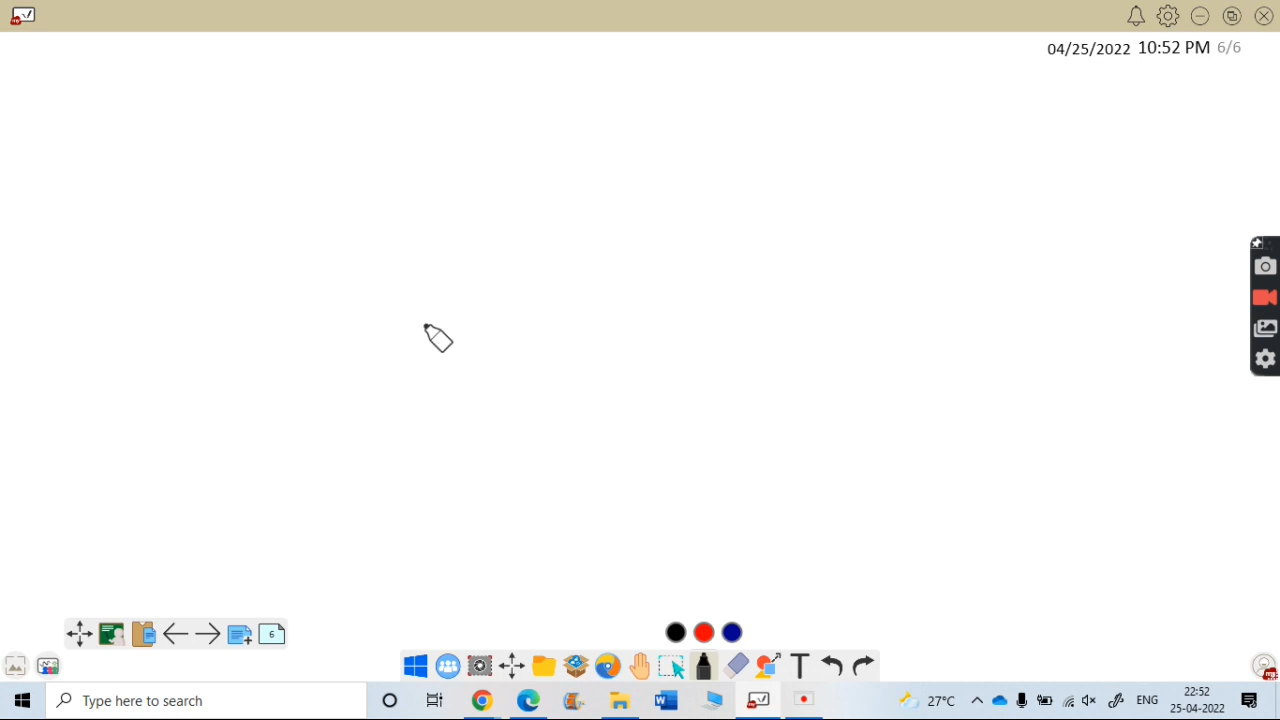 04/25/2022 10:52 PM 6/6
6
T
Type here to search
27°C
ENG
22:52
25-04-2022